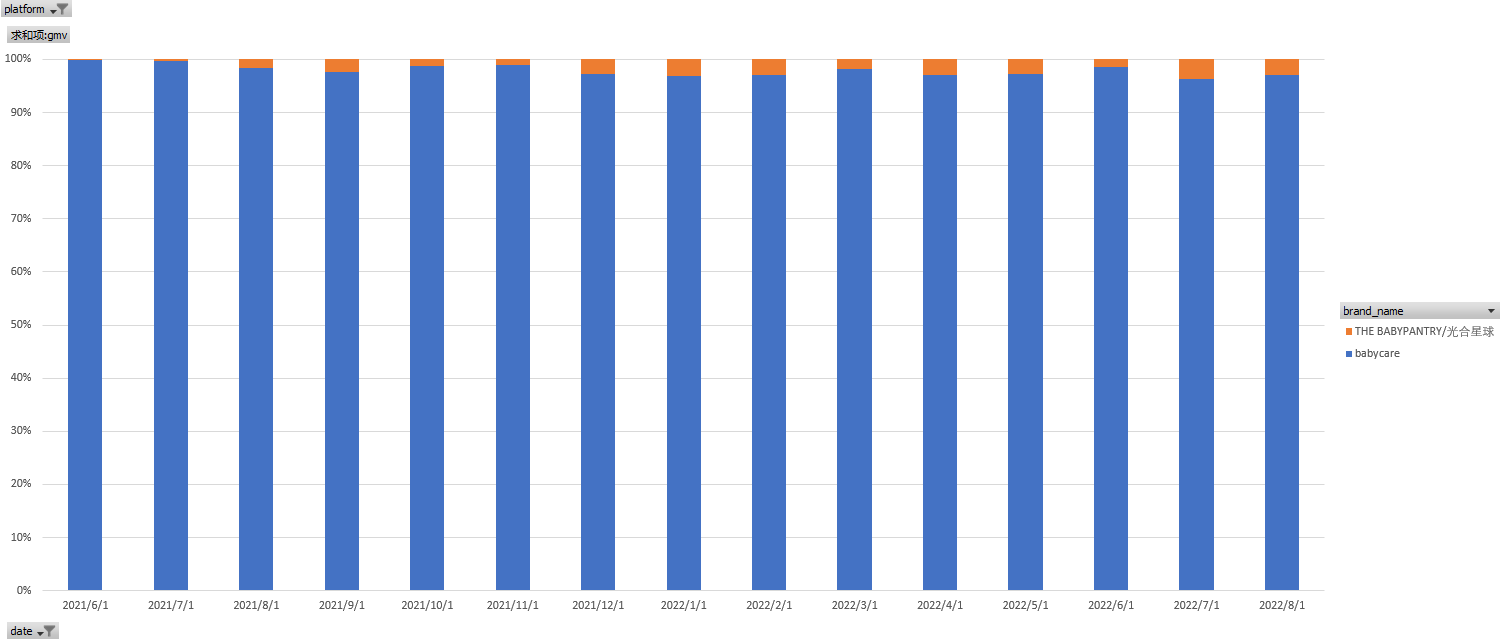 platform
求和项:gmv
100%
90%
80%
70%
60%
50%
40%
30%
20%
10%
0%
2021/6/1 2021/7/1 2021/8/1 2021/9/1 2021/10/1 2021/11/1 2021/12/1 2022/1/1 2022/2/1 2022/3/1 2022/4/1 2022/5/1 2022/6/1 2022/7/1 2022/8/1
brand_name
THE BABYPANTRY/光合星球
babycare
date